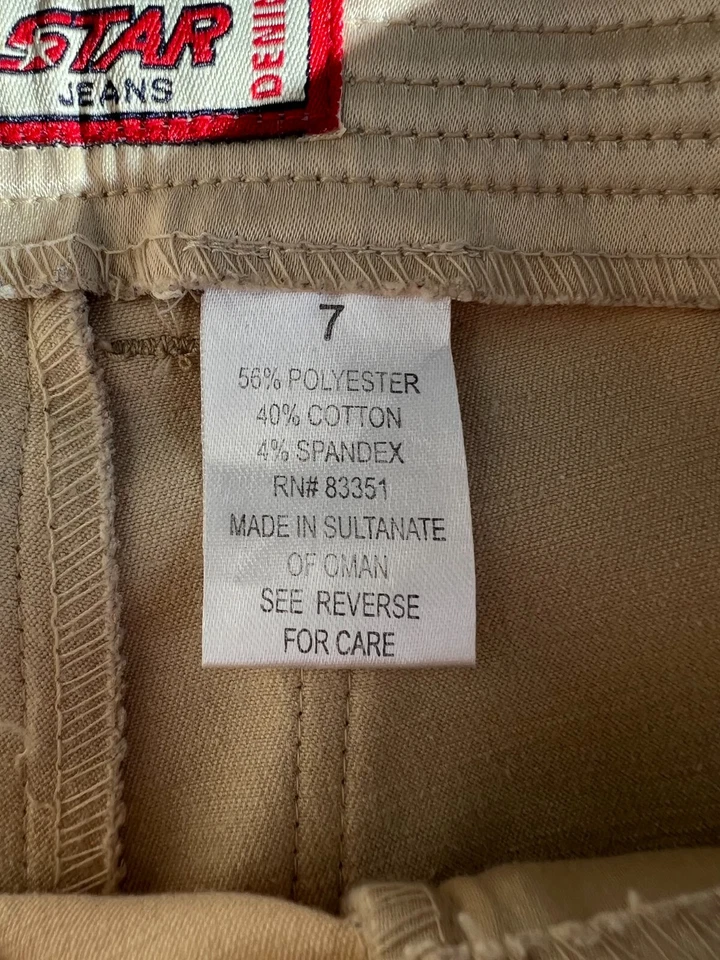 STAR
JEANS
DENI
7
56% POLYESTER
40% COTTON
4% SPANDEX
RN# 83351
MADE IN SULTANATE
OF OMAN
SEE REVERSE
FOR CARE